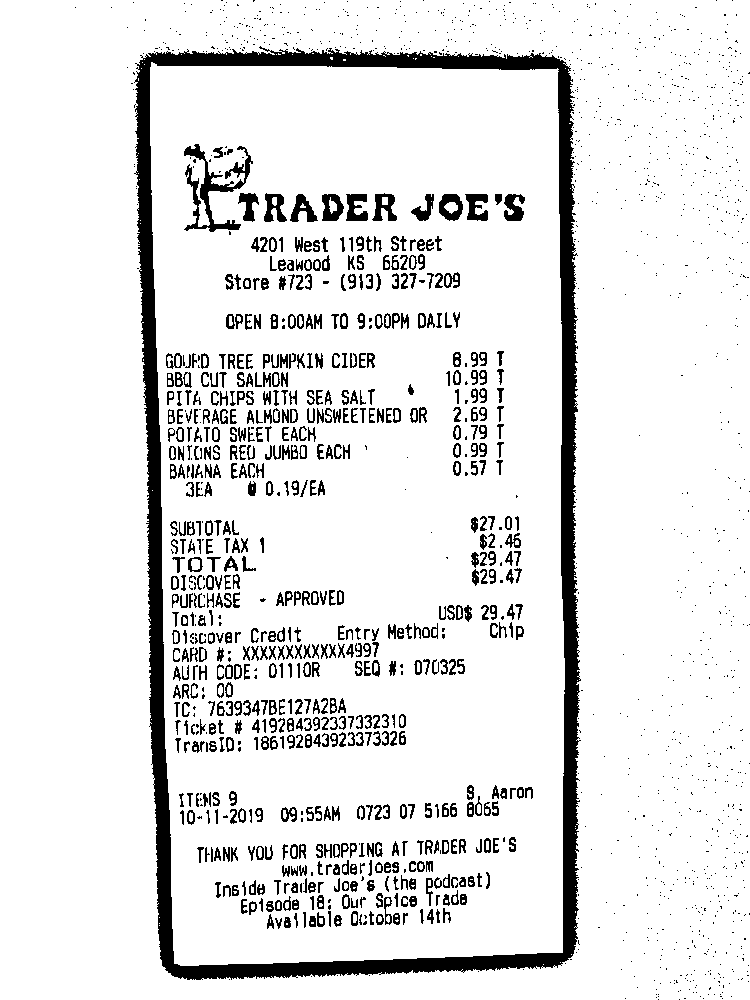 TRADER JOE'S
4201 West 119th Street
Leawood KS 66209
Store #723 - (913) 327-7209
OPEN 8:00AM TO 9:00PM DAILY
GOURD TREE PUMPKIN CIDER 8.99 T
BBQ CUT SALMON 10.99 T
PITA CHIPS WITH SEA SALT 1.99 T
BEVERAGE ALMOND UNSWEETENED OR 2.69 T
POTATO SWEET EACH 0.79 T
ONIONS RED JUMBO EACH 0.99 T
BANANA EACH 0.57 T
3EA @ 0.19/EA
SUBTOTAL $27.01
STATE TAX 1 $2.46
TOTAL $29.47
DISCOVER $29.47
PURCHASE - APPROVED
Total: USD$ 29.47
Discover Credit Entry Method: Chip
CARD #: XXXXXXXXXXXX4997
AUTH CODE: 01110R SEQ #: 070325
ARC: 00
TC: 7639347BE127A2BA
Ticket # 419284392337332310
TransID: 186192843923373326
ITEMS 9 S, Aaron
10-11-2019 09:55AM 0723 07 5166 8065
THANK YOU FOR SHOPPING AT TRADER JOE'S
www.traderjoes.com
Inside Trader Joe's (the podcast)
Episode 18: Our Spice Trade
Available October 14th